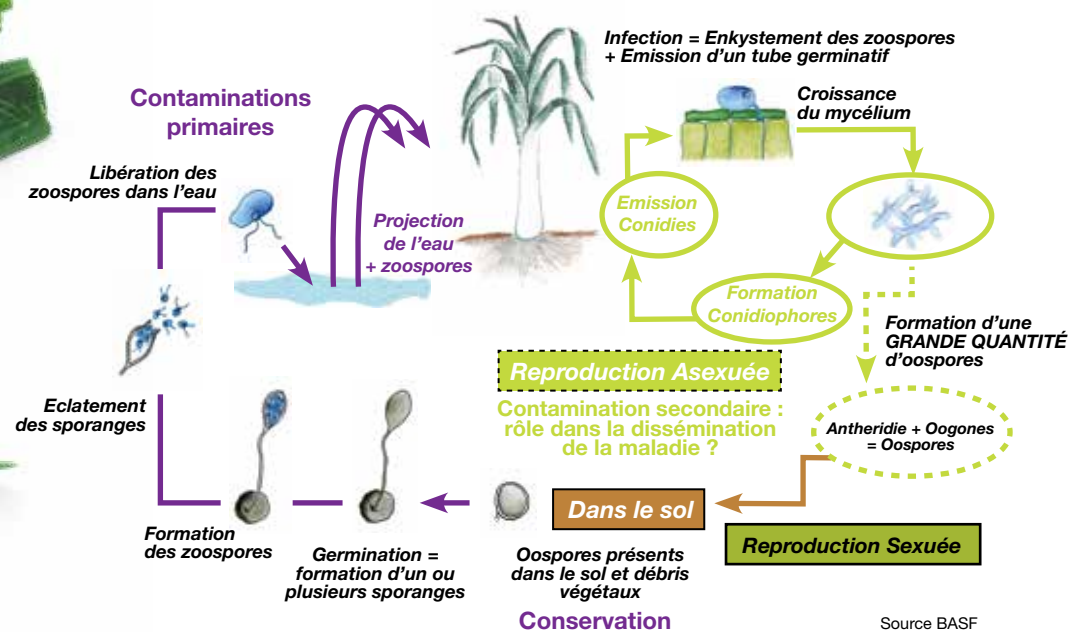 Infection = Enkystement des zoospores
+ Emission d'un tube germinatif
Contaminations
primaires
Croissance
du mycélium
Libération des
zoospores dans l'eau
Projection
de l'eau
+ zoospores
Emission
Conidies
Formation
Conidiophores
Formation d'une
GRANDE QUANTITÉ
d'oospores
Reproduction Asexuée
Contamination secondaire :
rôle dans la dissémination
de la maladie ?
Antheridie + Oogones
= Oospores
Eclatement
des sporanges
Dans le sol
Reproduction Sexuée
Formation
des zoospores
Germination =
formation d'un ou
plusieurs sporanges
Oospores présents
dans le sol et débris
végétaux
Conservation
Source BASF